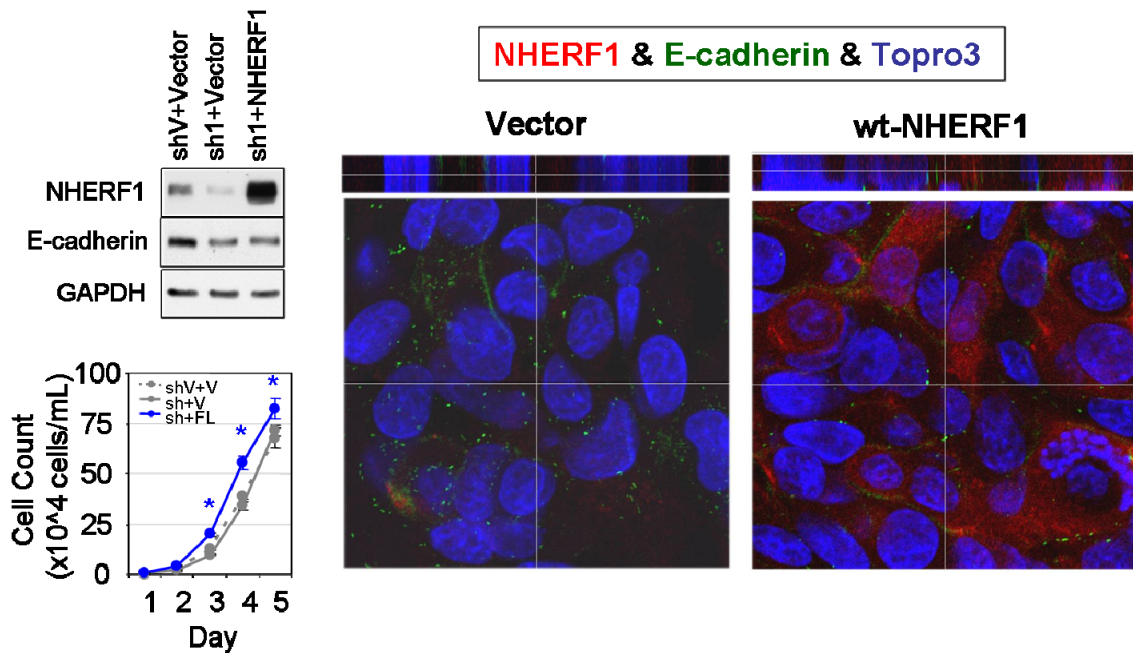 shV+Vector
sh1+Vector
sh1+NHERF1
NHERF1
E-cadherin
GAPDH
NHERF1 & E-cadherin & Topro3
Vector
wt-NHERF1
Cell Count
(x10^4 cells/mL)
100
75
50
25
0
shV+V
sh+V
sh+FL
*
*
*
1 2 3 4 5
Day